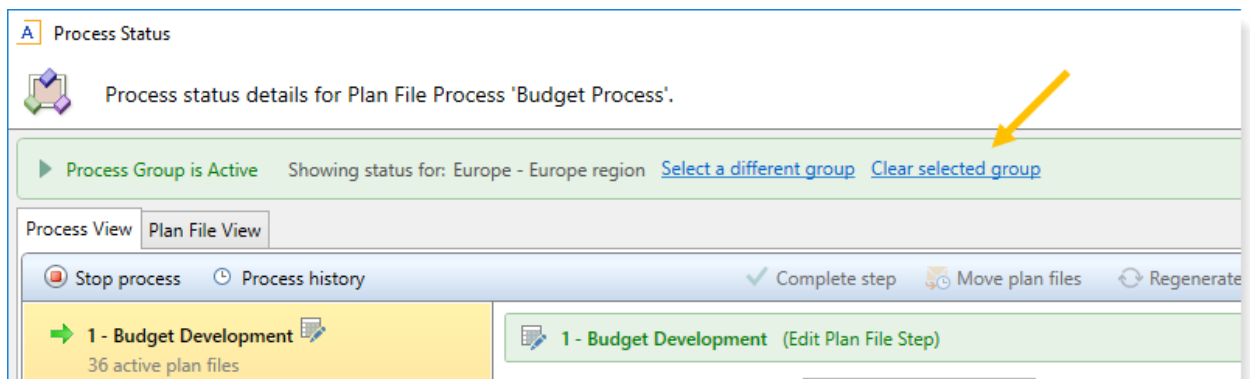 A Process Status
Process status details for Plan File Process 'Budget Process'.
Process Group is Active Showing status for: Europe - Europe region Select a different group Clear selected group
Process View Plan File View
Stop process Process history Complete step Move plan files Regenerate
1 - Budget Development 1 - Budget Development (Edit Plan File Step)
36 active plan files